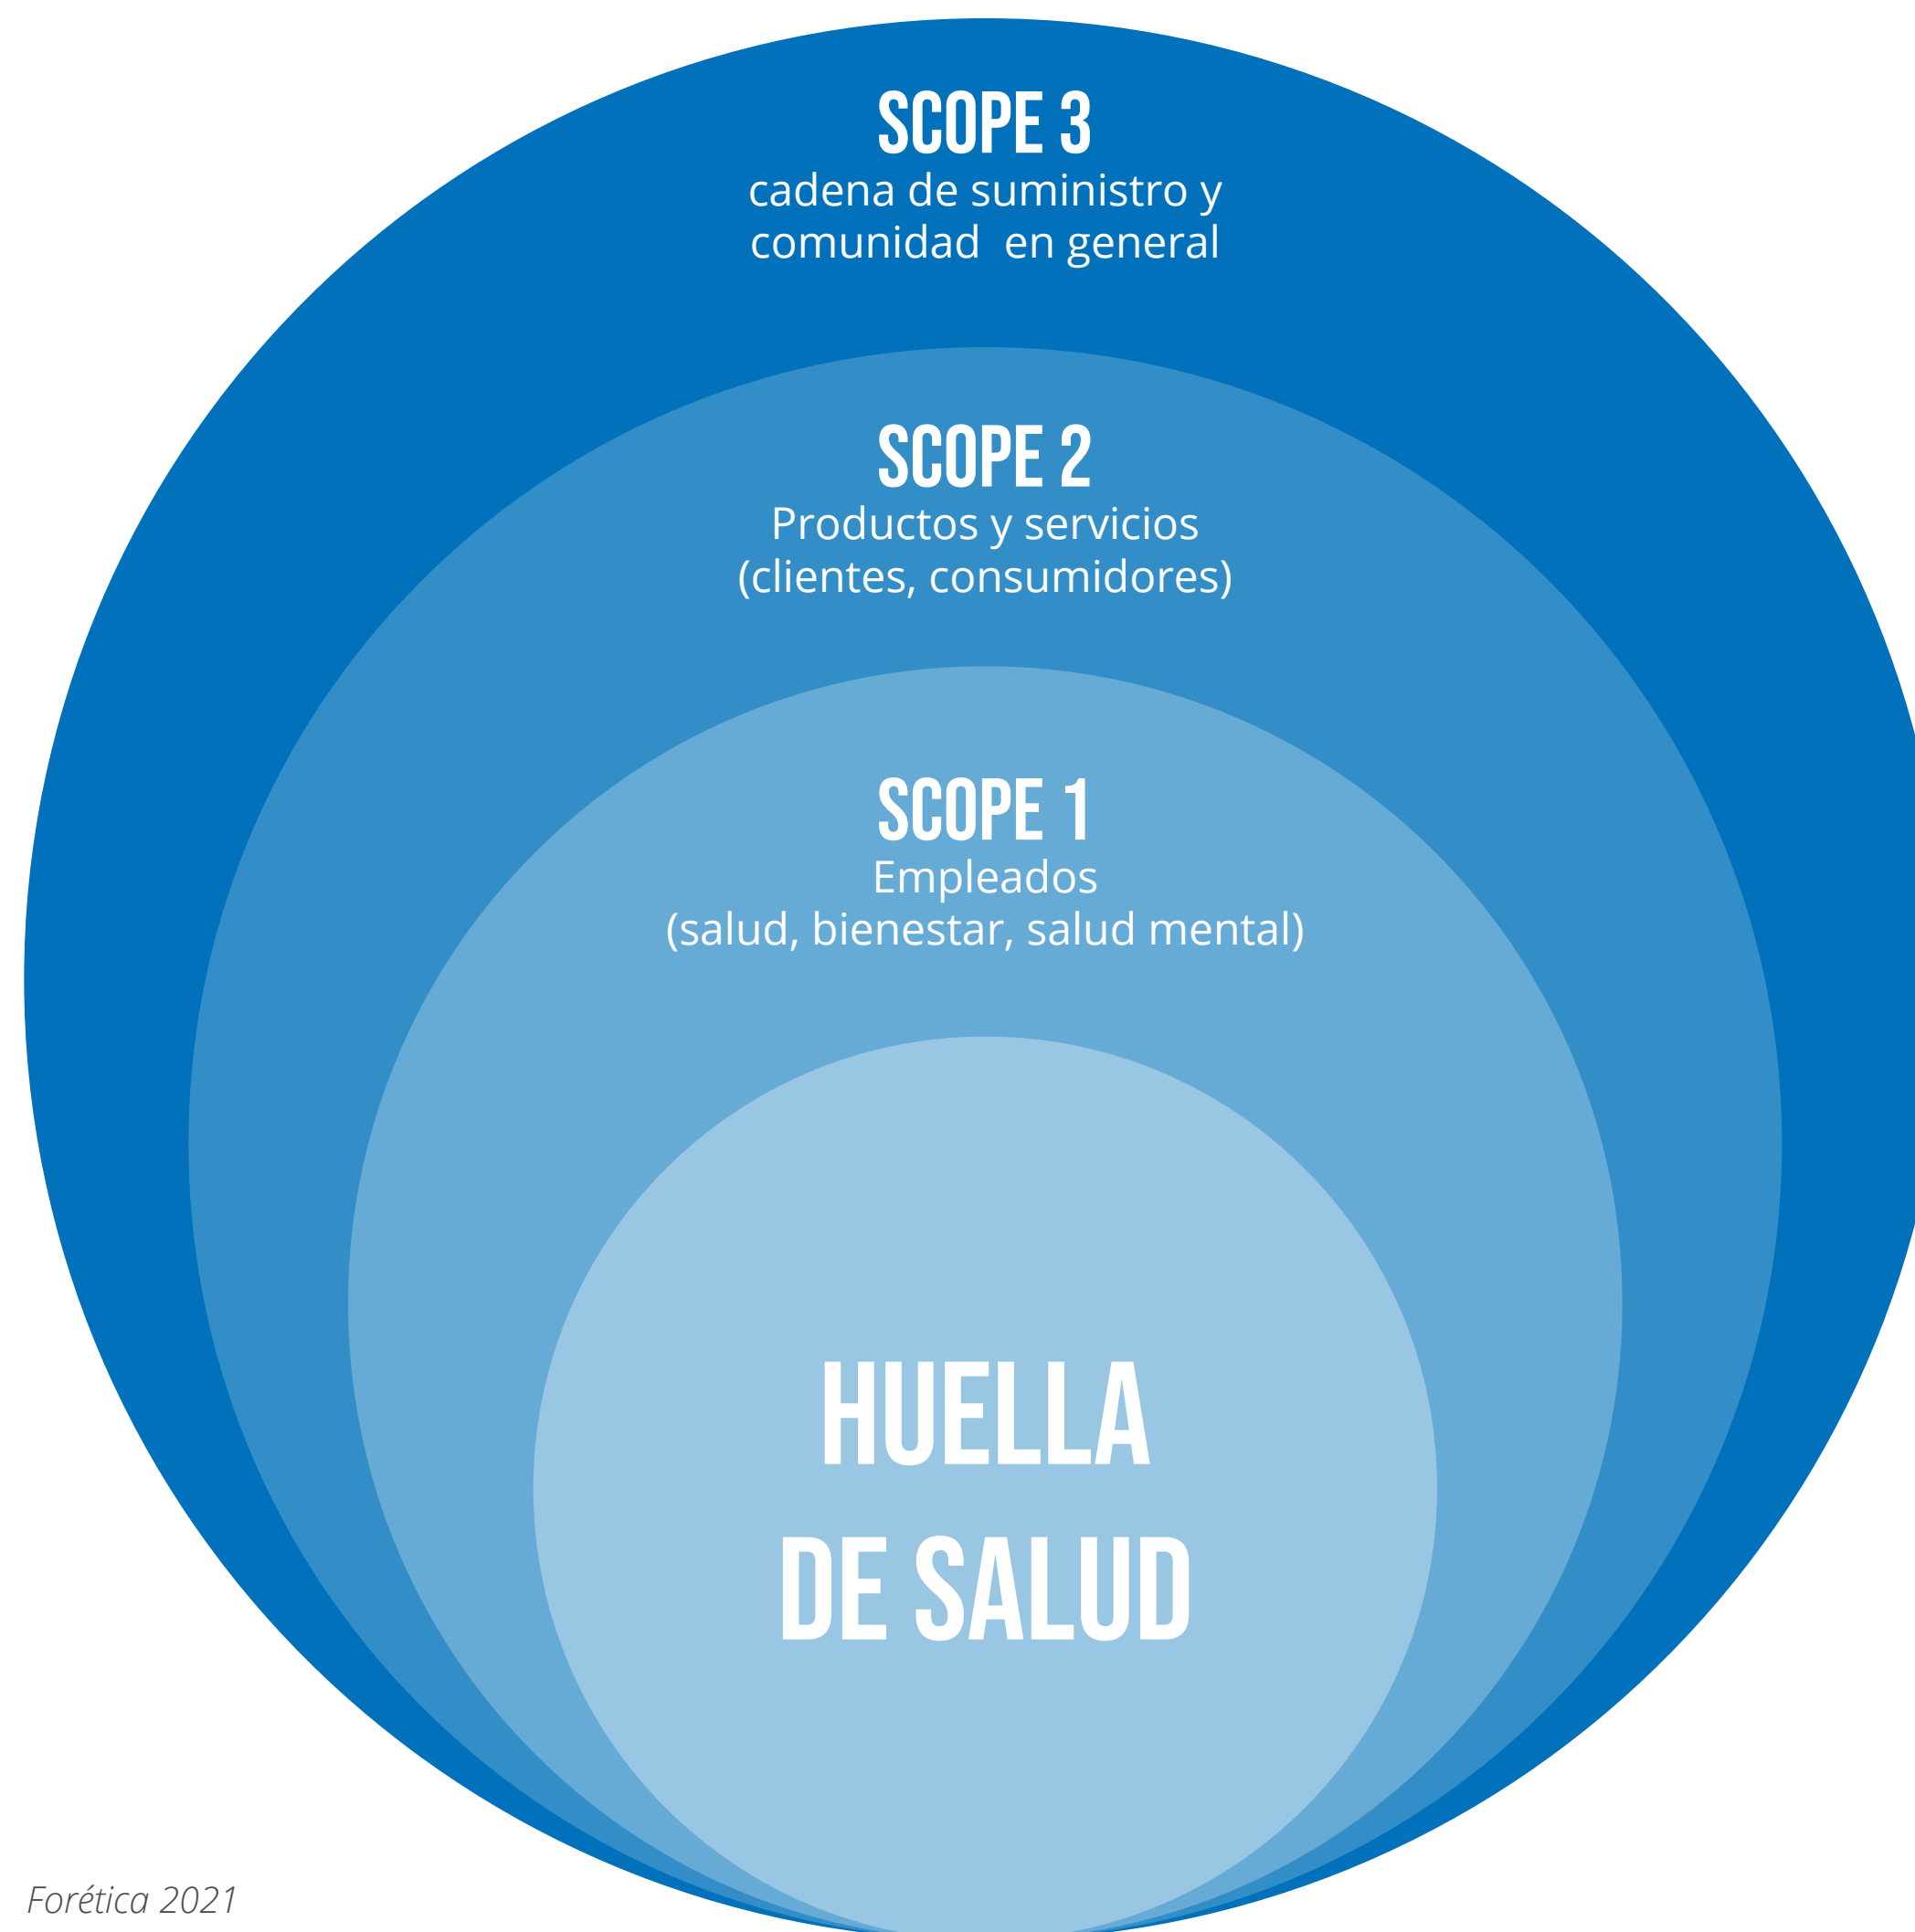 SCOPE 3
cadena de suministro y
comunidad  en general
SCOPE 2
Productos y servicios
(clientes, consumidores)
SCOPE 1
Empleados
(salud, bienestar, salud mental)
HUELLA
DE SALUD
Forética 2021